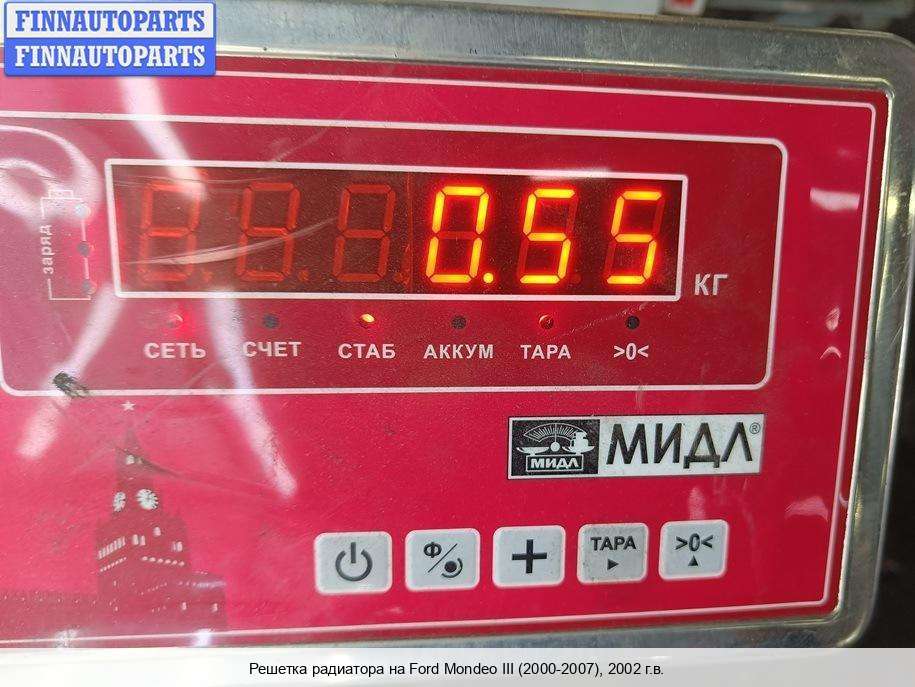 FINNAUTOPARTS
FINNAUTOPARTS
заряд
0.55
КГ
СЕТЬ СЧЕТ СТАБ АККУМ ТАРА >0<
МИДЛ
МИДЛ®
Ф/
+
ТАРА
>0<
Решетка радиатора на Ford Mondeo III (2000-2007), 2002 г.в.